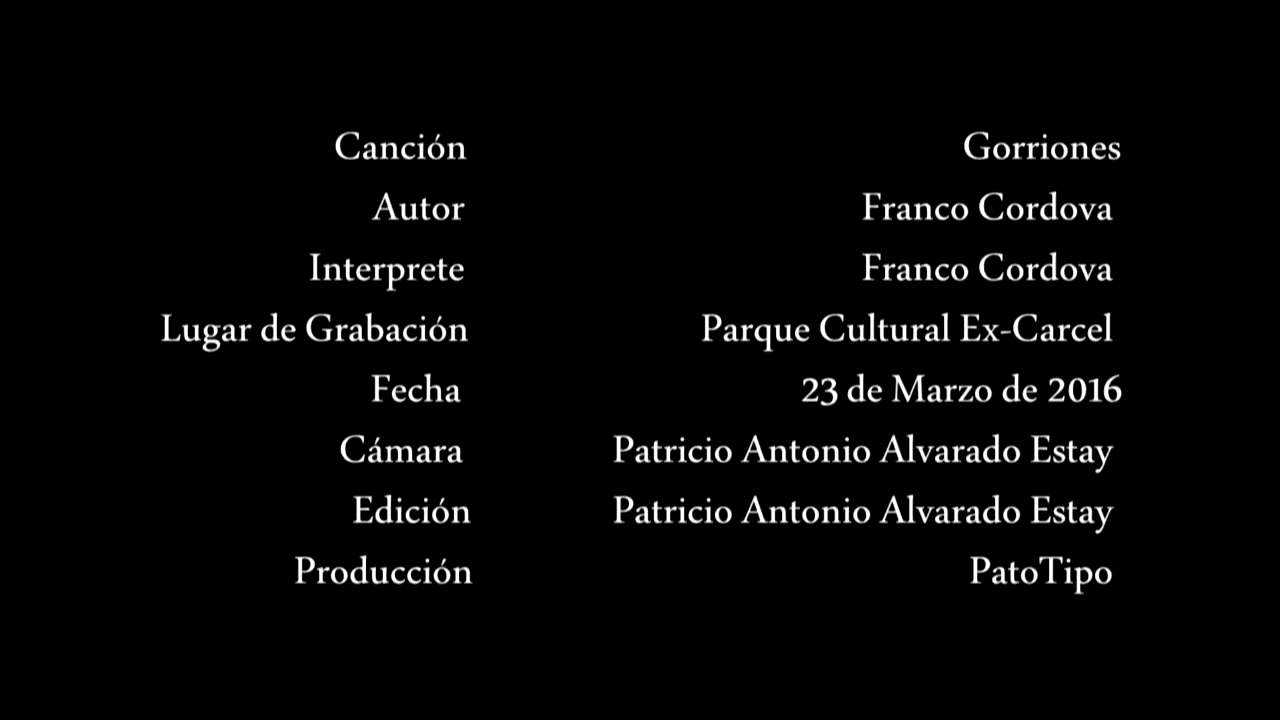 Canción Gorriones
Autor Franco Cordova
Interprete Franco Cordova
Lugar de Grabación Parque Cultural Ex-Carcel
Fecha 23 de Marzo de 2016
Cámara Patricio Antonio Alvarado Estay
Edición Patricio Antonio Alvarado Estay
Producción PatoTipo